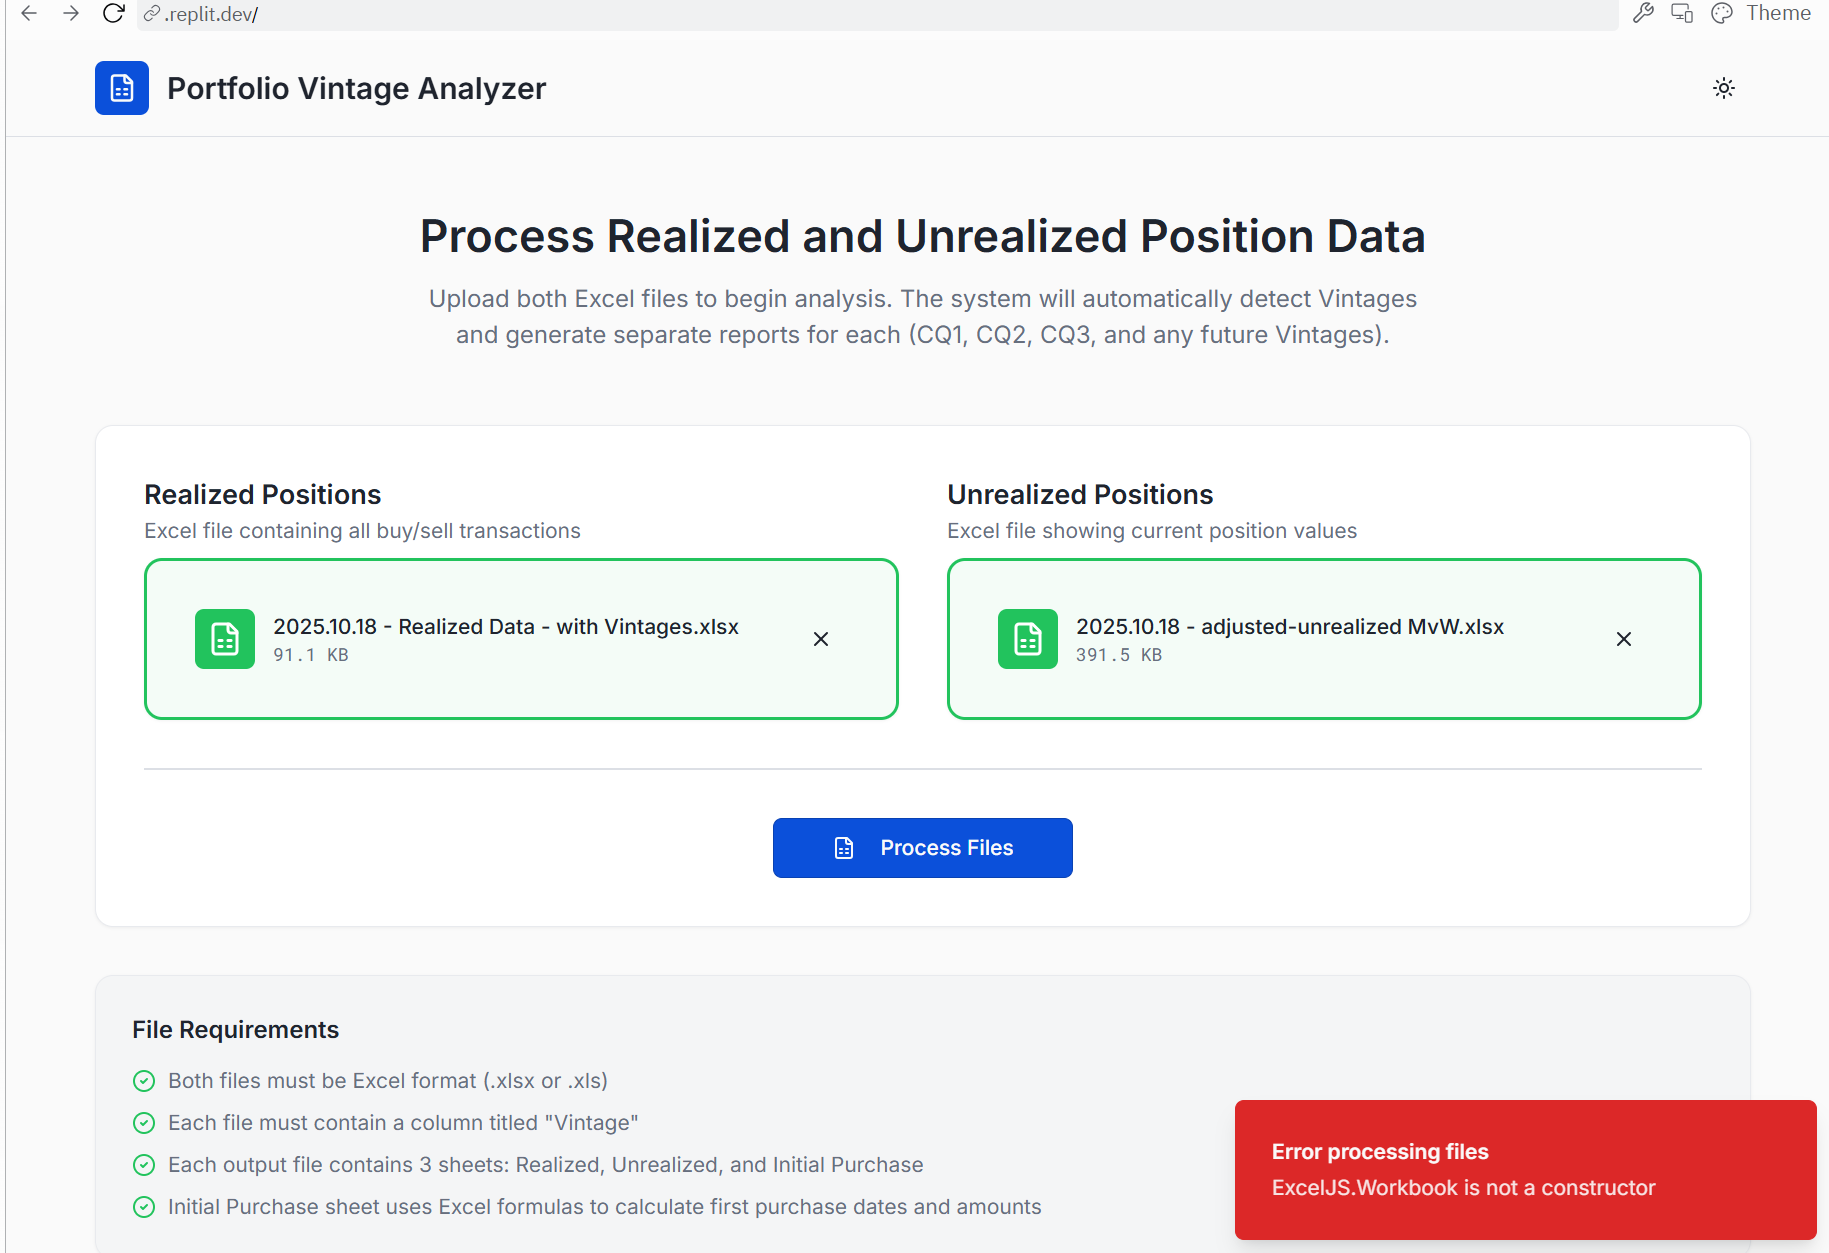 .replit.dev/
Theme
Portfolio Vintage Analyzer
Process Realized and Unrealized Position Data
Upload both Excel files to begin analysis. The system will automatically detect Vintages
and generate separate reports for each (CQ1, CQ2, CQ3, and any future Vintages).
Realized Positions
Excel file containing all buy/sell transactions
2025.10.18 - Realized Data - with Vintages.xlsx
91.1 KB
Unrealized Positions
Excel file showing current position values
2025.10.18 - adjusted-unrealized MvW.xlsx
391.5 KB
Process Files
File Requirements
Both files must be Excel format (.xlsx or .xls)
Each file must contain a column titled "Vintage"
Each output file contains 3 sheets: Realized, Unrealized, and Initial Purchase
Initial Purchase sheet uses Excel formulas to calculate first purchase dates and amounts
Error processing files
ExcelJS.Workbook is not a constructor